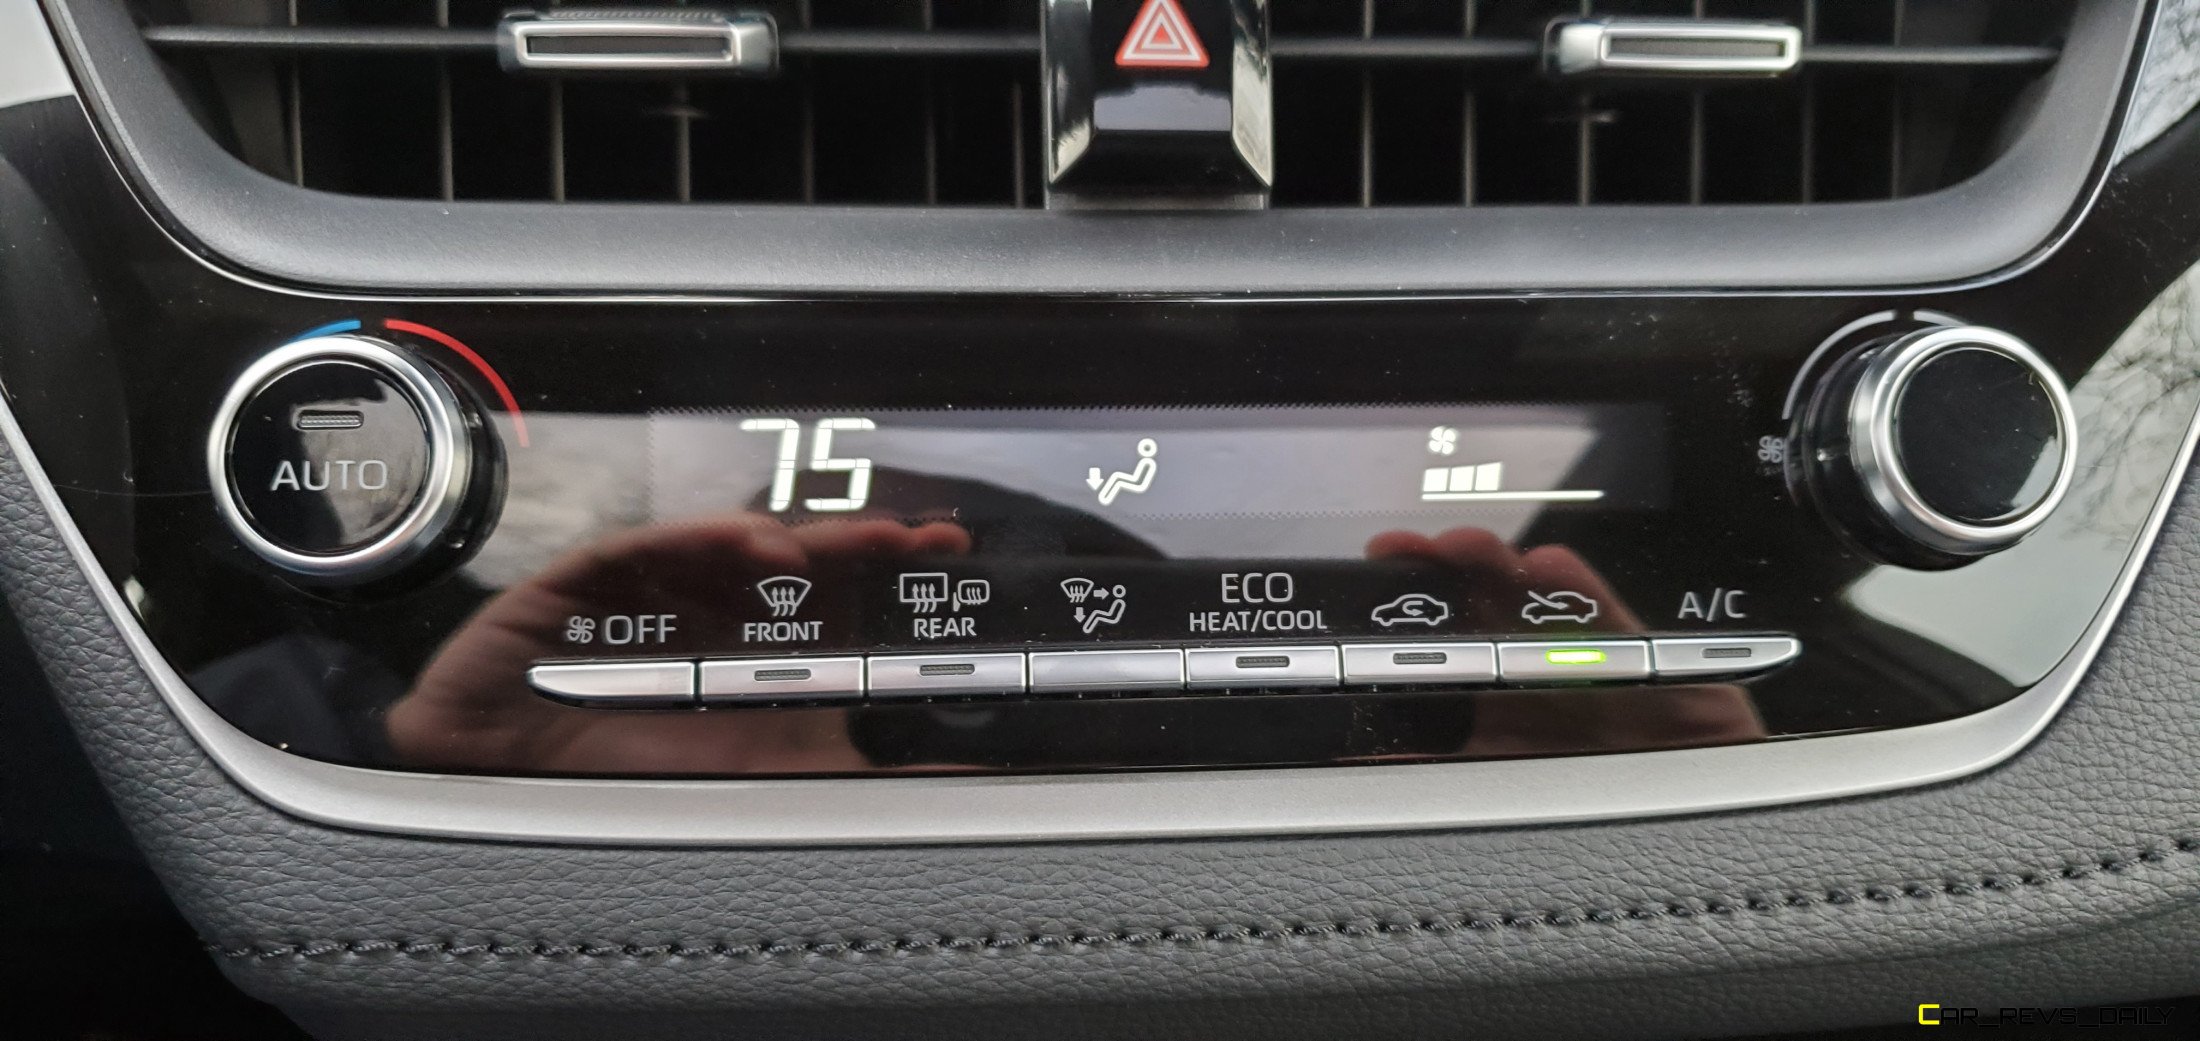 AUTO
75
OFF
FRONT
REAR
ECO
HEAT/COOL
A/C
CAR_REVS_DAILY